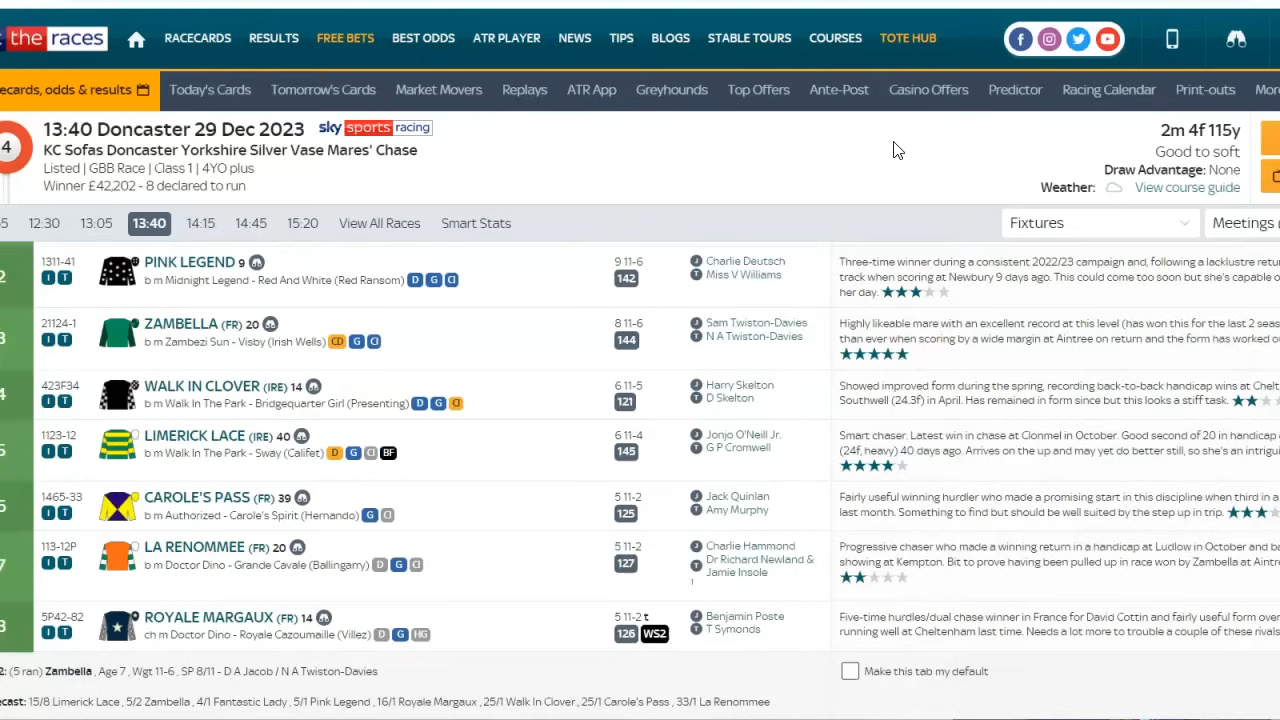 the races
RACECARDS RESULTS FREE BETS BEST ODDS ATR PLAYER NEWS TIPS BLOGS STABLE TOURS COURSES TOTE HUB
ecards, odds & results Today's Cards Tomorrow's Cards Market Movers Replays ATR App Greyhounds Top Offers Ante-Post Casino Offers Predictor Racing Calendar Print-outs Mor
4 13:40 Doncaster 29 Dec 2023 sky sports racing 2m 4f 115y
KC Sofas Doncaster Yorkshire Silver Vase Mares' Chase Good to soft
Listed | GBB Race | Class 1 | 4YO plus Draw Advantage: None
Winner £42,202 - 8 declared to run Weather: View course guide
12:30 13:05 13:40 14:15 14:45 15:20 View All Races Smart Stats Fixtures Meetings (
2 1311-41 PINK LEGEND 9 9 11-6 J Charlie Deutsch Three-time winner during a consistent 2022/23 campaign and, following a lacklustre retur
I T b m Midnight Legend - Red And White (Red Ransom) D G CI 142 T Miss V Williams track when scoring at Newbury 9 days ago. This could come too soon but she's capable o
her day.
3 21124-1 ZAMBELLA (FR) 20 8 11-6 J Sam Twiston-Davies Highly likeable mare with an excellent record at this level (has won this for the last 2 seas
I T b m Zambezi Sun - Visby (Irish Wells) CD G CI 144 T N A Twiston-Davies than ever when scoring by a wide margin at Aintree on return and the form has worked ou
4 423F34 WALK IN CLOVER (IRE) 14 6 11-5 J Harry Skelton Showed improved form during the spring, recording back-to-back handicap wins at Chelt
I T b m Walk In The Park - Bridgequarter Girl (Presenting) D G CI 121 T D Skelton Southwell (24.3f) in April. Has remained in form since but this looks a stiff task.
5 1123-12 LIMERICK LACE (IRE) 40 6 11-4 J Jonjo O'Neill Jr. Smart chaser. Latest win in chase at Clonmel in October. Good second of 20 in handicap
I T b m Walk In The Park - Sway (Califet) D G CI BF 145 T G P Cromwell (24f, heavy) 40 days ago. Arrives on the up and may yet do better still, so she's an intrigui
1465-33 CAROLE'S PASS (FR) 39 5 11-2 J Jack Quinlan Fairly useful winning hurdler who made a promising start in this discipline when third in a
I T b m Authorized - Carole's Spirit (Hernando) G CI 125 T Amy Murphy last month. Something to find but should be well suited by the step up in trip.
7 113-12P LA RENOMMEE (FR) 20 5 11-2 J Charlie Hammond Progressive chaser who made a winning return in a handicap at Ludlow in October and ba
I T b m Doctor Dino - Grande Cavale (Ballingarry) D G CI 127 T Dr Richard Newland & Jamie Insole showing at Kempton. Bit to prove having been pulled up in race won by Zambella at Aintre
1
5P42-82 ROYALE MARGAUX (FR) 14 5 11-2 t J Benjamin Poste Five-time hurdles/dual chase winner in France for David Cottin and fairly useful form over
I T ch m Doctor Dino - Royale Cazoumaille (Villez) D G HG 126 WS2 T T Symonds running well at Cheltenham last time. Needs a lot more to trouble a couple of these rivals
2: (5 ran) Zambella , Age 7 , Wgt 11-6 , SP 8/11 - D A Jacob / N A Twiston-Davies Make this tab my default
ecast: 15/8 Limerick Lace , 5/2 Zambella , 4/1 Fantastic Lady , 5/1 Pink Legend , 16/1 Royale Margaux , 25/1 Walk In Clover , 25/1 Carole's Pass , 33/1 La Renommee